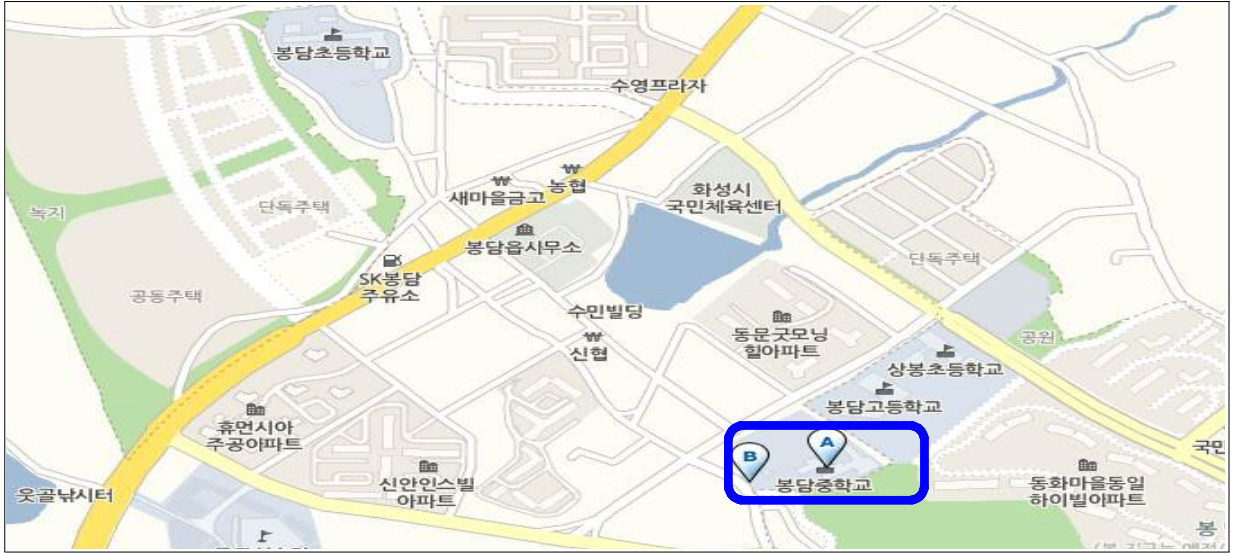 봉담초등학교
수영프라자
₩
농협
₩
새마을금고
화성시
국민체육센터
녹지
단독주택
봉담읍사무소
단독주택
SK봉담
주유소
공동주택
수민빌딩
동문굿모닝
힐아파트
공원
₩
신협
상봉초등학교
봉담고등학교
휴먼시아
주공아파트
A
B
국민
신안인스빌
아파트
봉담중학교
동화마을동일
하이빌아파트
웃골낚시터
봉